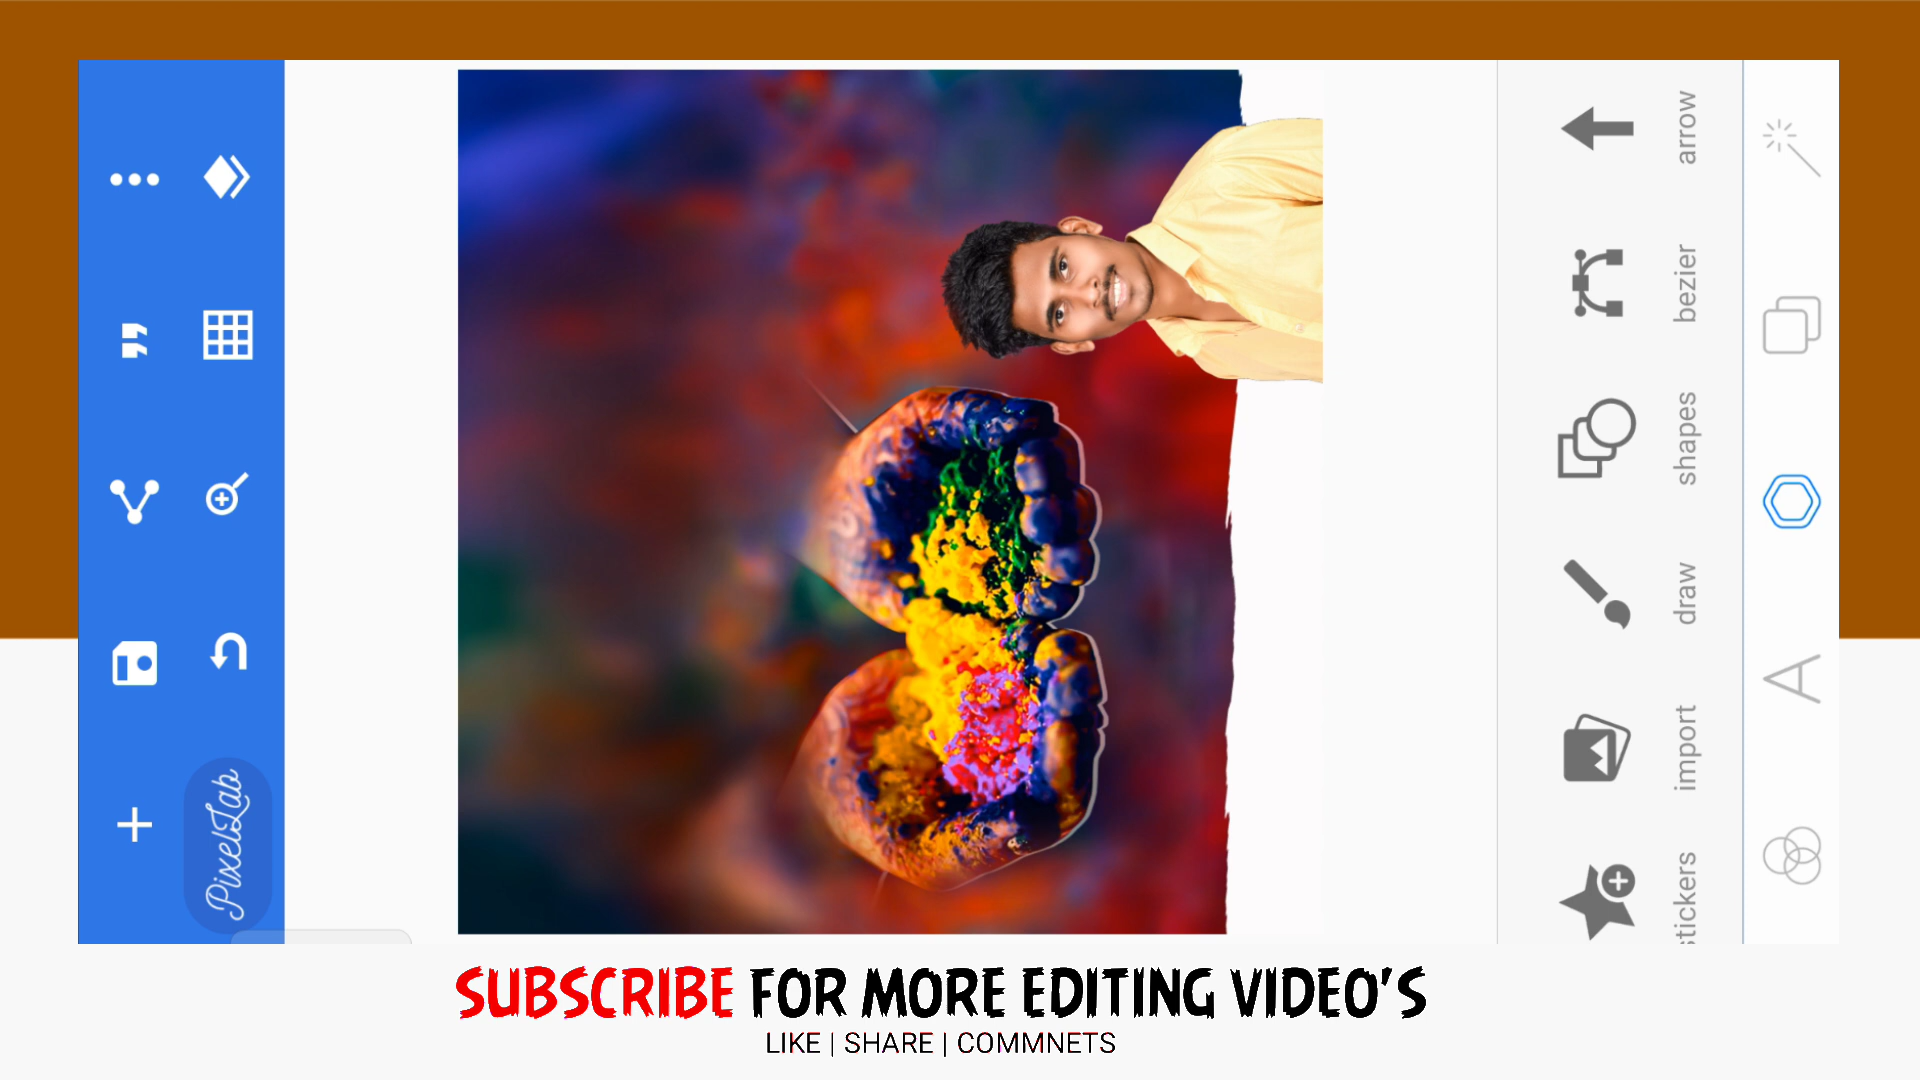 PixelLab
arrow
bezier
shapes
draw
import
stickers
A
SUBSCRIBE FOR MORE EDITING VIDEO'S
LIKE | SHARE | COMMNETS